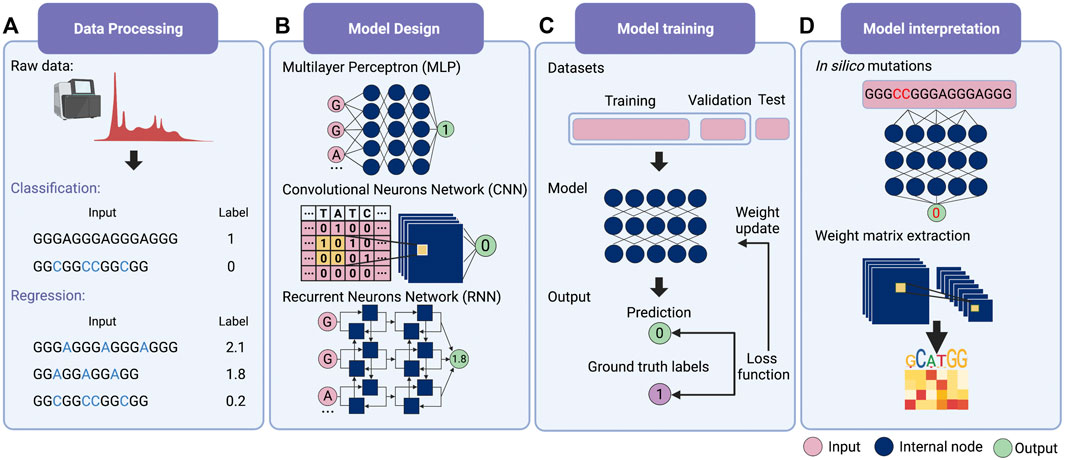 A
Data Processing
Raw data:
Classification:
Input Label
GGGAGGGAGGGAGGG 1
GGCGGCCGGCGG 0
Regression:
Input Label
GGGAGGGAGGGAGGG 2.1
GGAGGAGGAGG 1.8
GGCGGCCGGCGG 0.2
B
Model Design
Multilayer Perceptron (MLP)
G
G
A
...
1
Convolutional Neurons Network (CNN)
... T A T C ...
... 0 1 0 0 ...
... 1 0 1 0 ...
... 0 0 0 1 ...
... 0 0 0 0 ...
0
Recurrent Neurons Network (RNN)
G
G
A
...
1.8
C
Model training
Datasets
Training Validation Test
Model
Weight
update
Output
Prediction
0
Ground truth labels
1
Loss
function
D
Model interpretation
In silico mutations
GGGCCGGGAGGGAGGG
0
Weight matrix extraction
GCATGG
Input Internal node Output